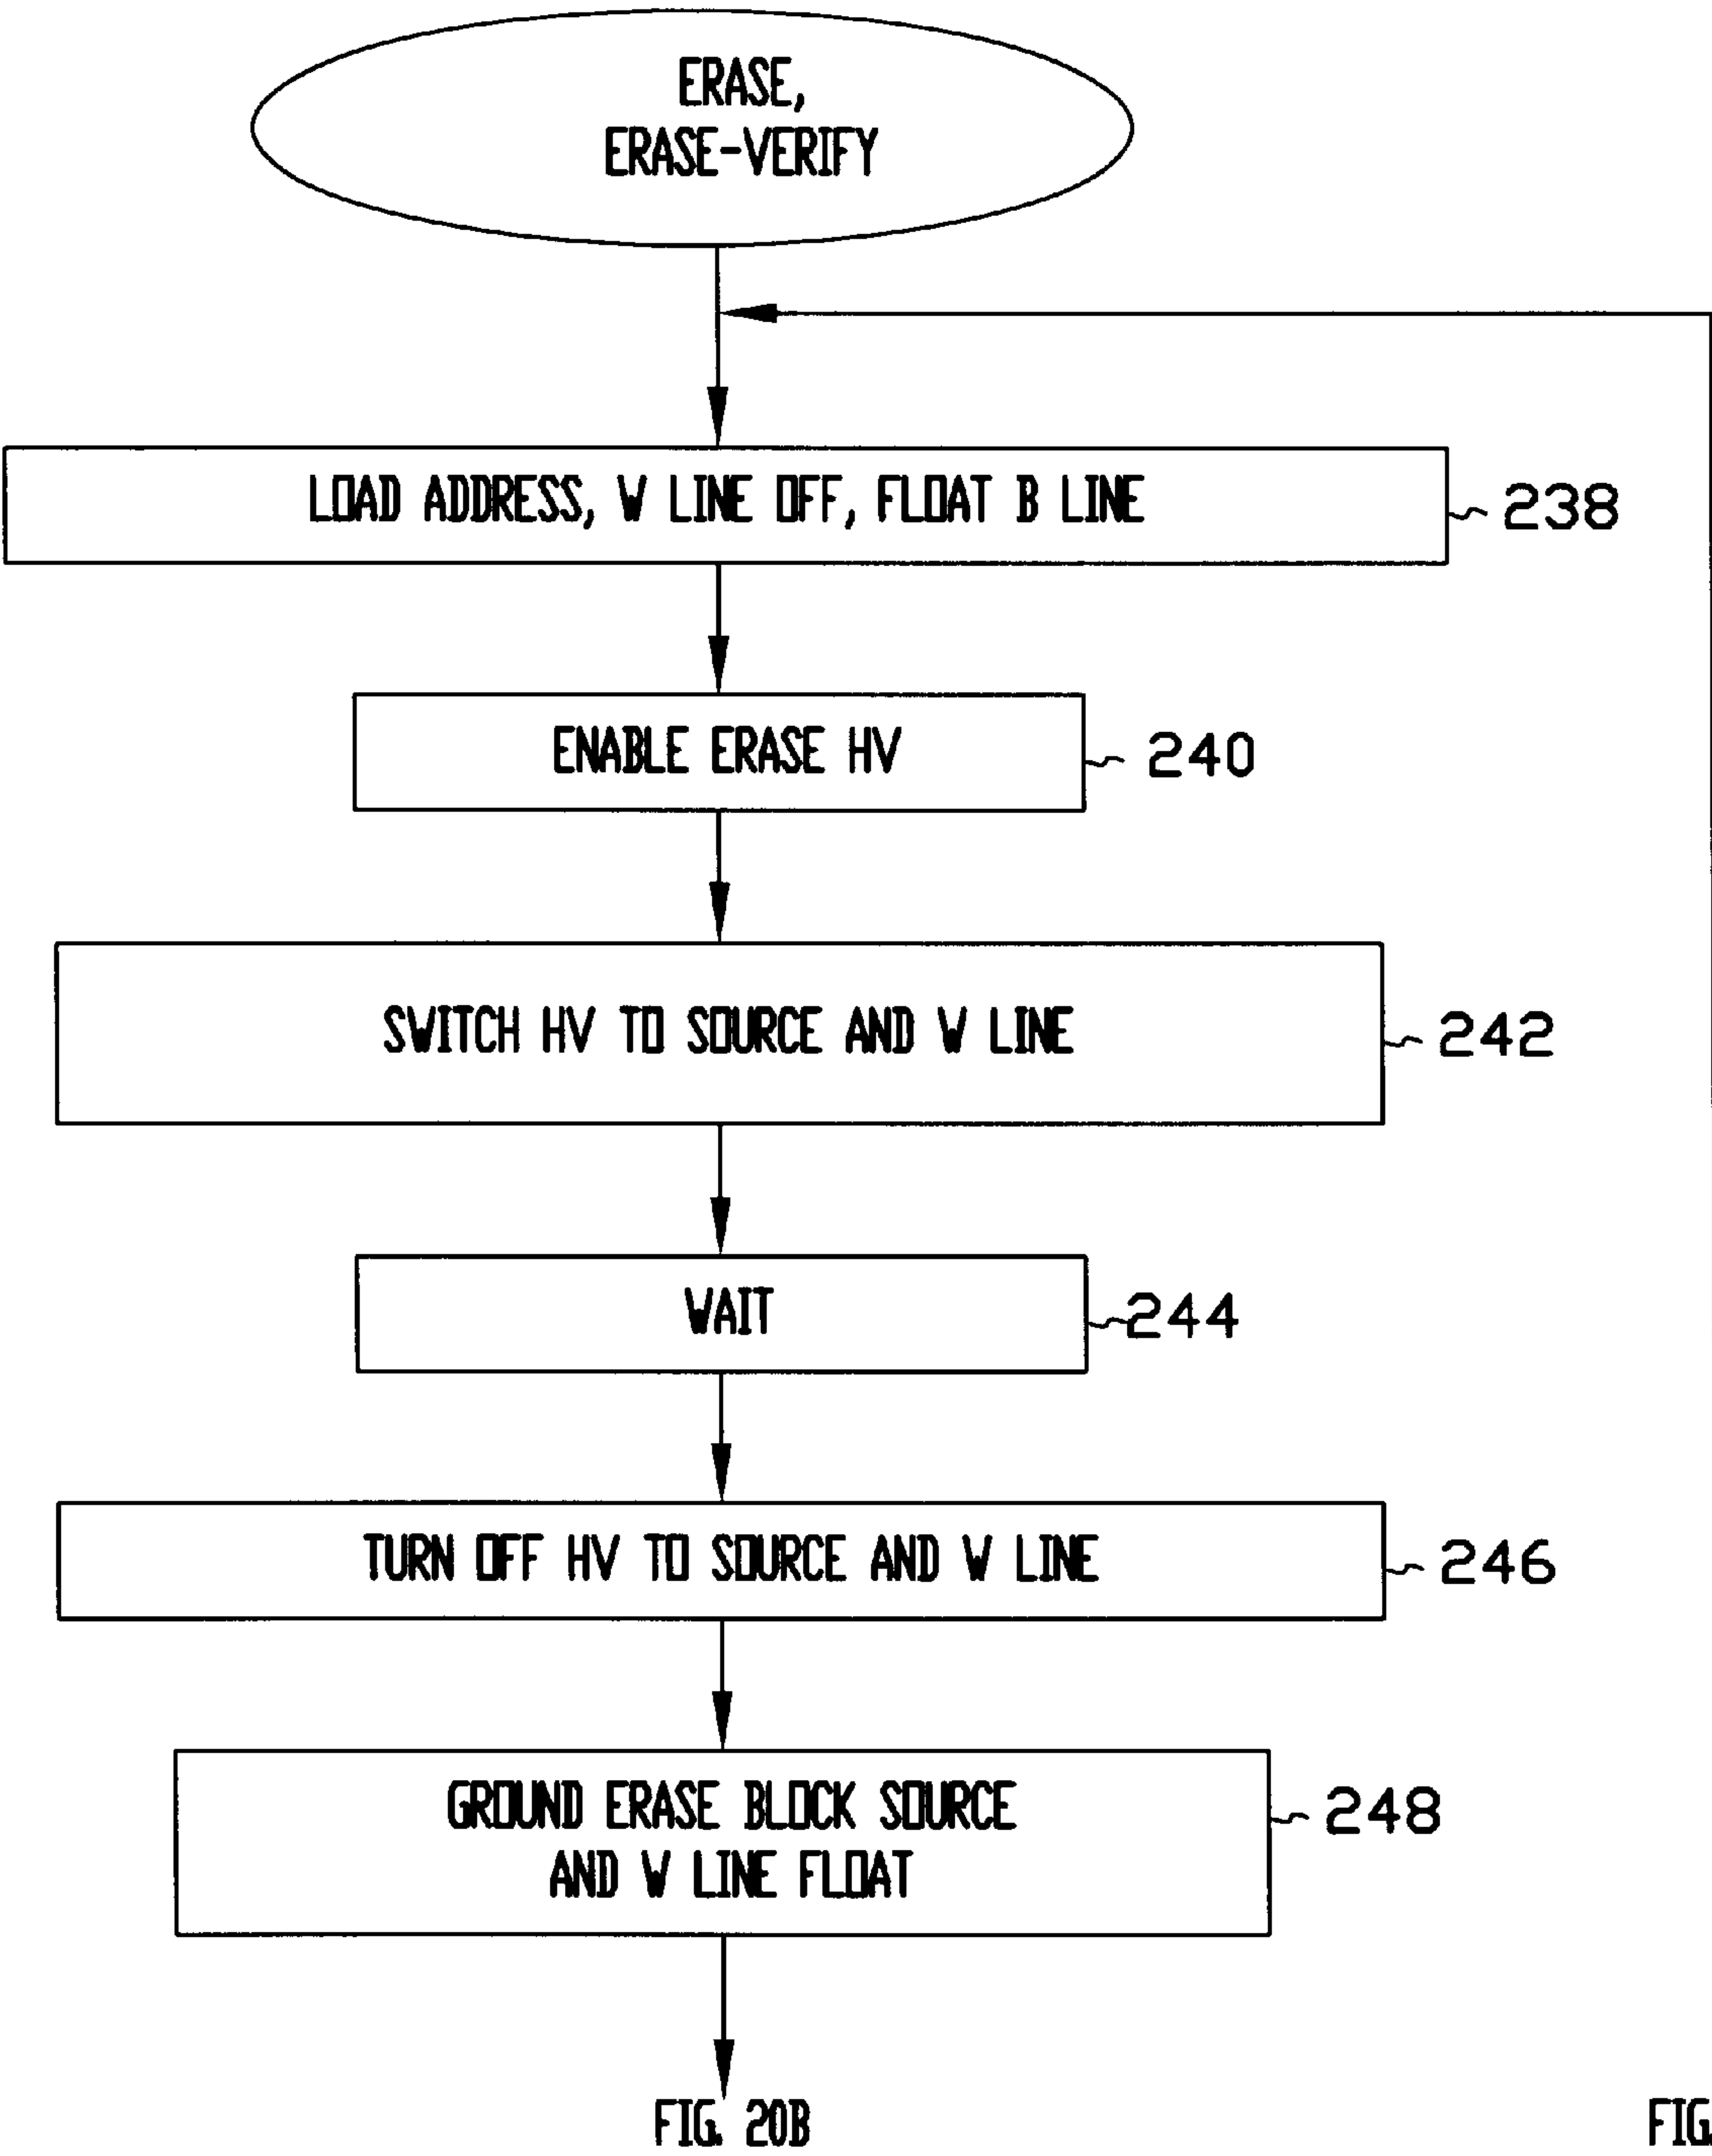 ERASE,
ERASE-VERIFY
LOAD ADDRESS, W LINE OFF, FLOAT B LINE
238
ENABLE ERASE HV
240
SWITCH HV TO SOURCE AND W LINE
242
WAIT
244
TURN OFF HV TO SOURCE AND W LINE
246
GROUND ERASE BLOCK SOURCE
AND W LINE FLOAT
248
FIG. 20B
FIG.